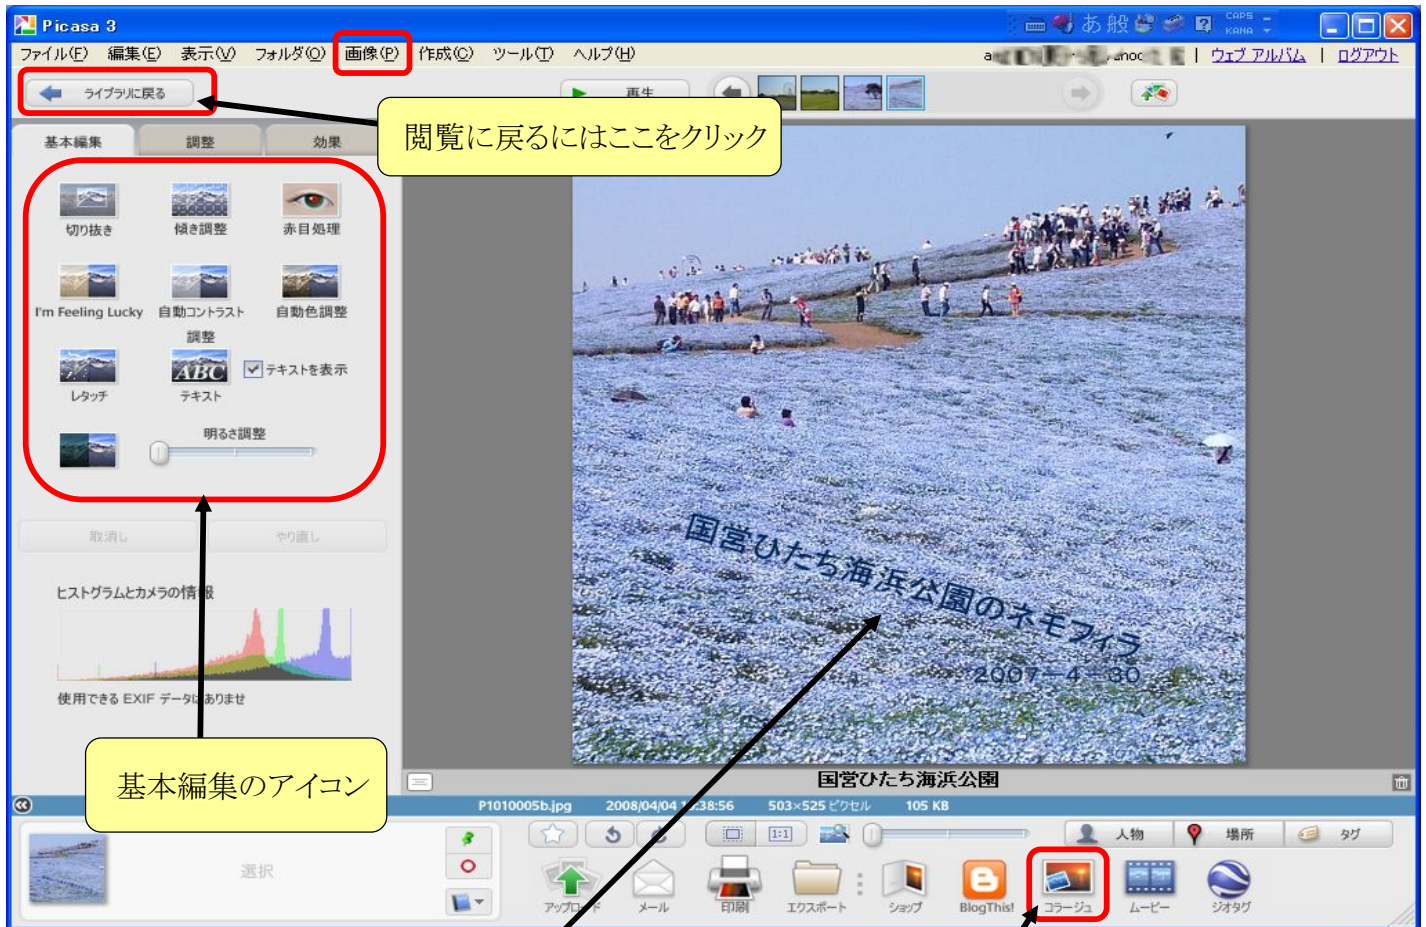 Picasa 3
あ 般 CAPS KANA
ファイル(F) 編集(E) 表示(V) フォルダ(O) 画像(P) 作成(C) ツール(T) ヘルプ(H)
ウェブ アルバム | ログアウト
ライブラリに戻る
再生
閲覧に戻るにはここをクリック
基本編集 調整 効果
切り抜き 傾き調整 赤目処理
I'm Feeling Lucky 自動コントラスト調整 自動色調整
レタッチ テキスト テキストを表示
ABC
明るさ調整
取消し やり直し
ヒストグラムとカメラの情報
使用できる EXIF データはありませ
基本編集のアイコン
国営ひたち海浜公園のネモフィラ
2007-4-30
国営ひたち海浜公園
P1010005b.jpg 2008/04/04 :38:56 503×525 ピクセル 105 KB
選択
1:1
人物 場所 タグ
アップロード メール 印刷 エクスポート ショップ BlogThis! コラージュ ムービー ジオタグ